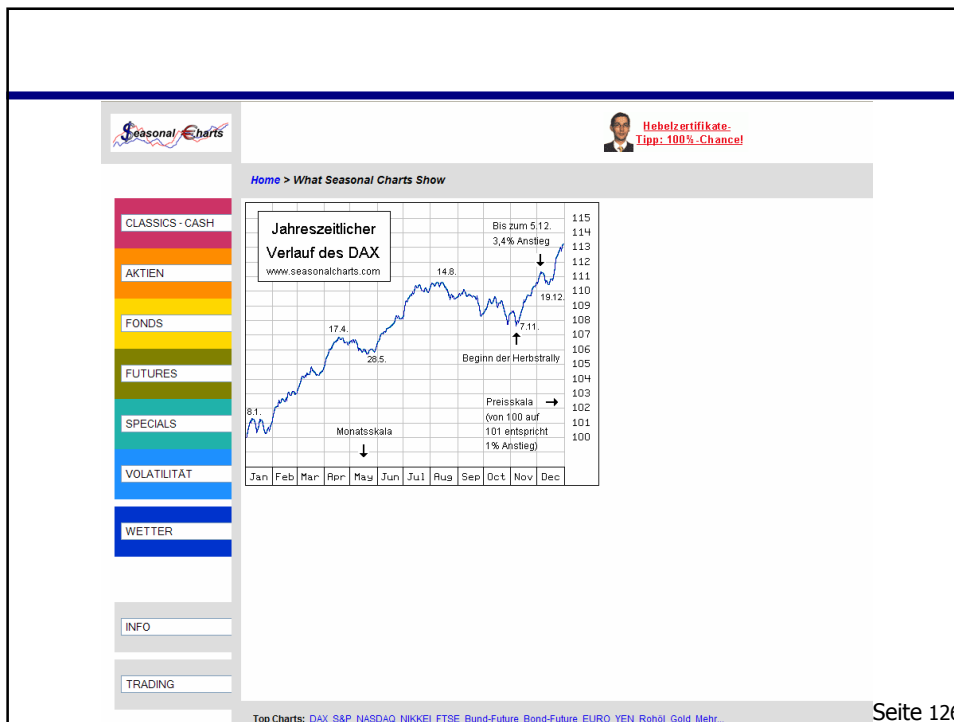 $easonal €harts
Hebelzertifikate-
Tipp: 100%-Chance!
Home > What Seasonal Charts Show
CLASSICS - CASH
AKTIEN
FONDS
FUTURES
SPECIALS
VOLATILITÄT
WETTER
INFO
TRADING
Jahreszeitlicher
Verlauf des DAX
www.seasonalcharts.com
Bis zum 5.12.
3,4% Anstieg
14.8.
19.12.
17.4.
7.11.
28.5.
Beginn der Herbstrally
8.1.
Preisskala
(von 100 auf
101 entspricht
1% Anstieg)
Monatsskala
115
114
113
112
111
110
109
108
107
106
105
104
103
102
101
100
Jan Feb Mar Apr May Jun Jul Aug Sep Oct Nov Dec
Top Charts: DAX S&P NASDAQ NIKKEI FTSE Bund-Future Bond-Future EURO YEN Rohöl Gold Mehr...
Seite 126